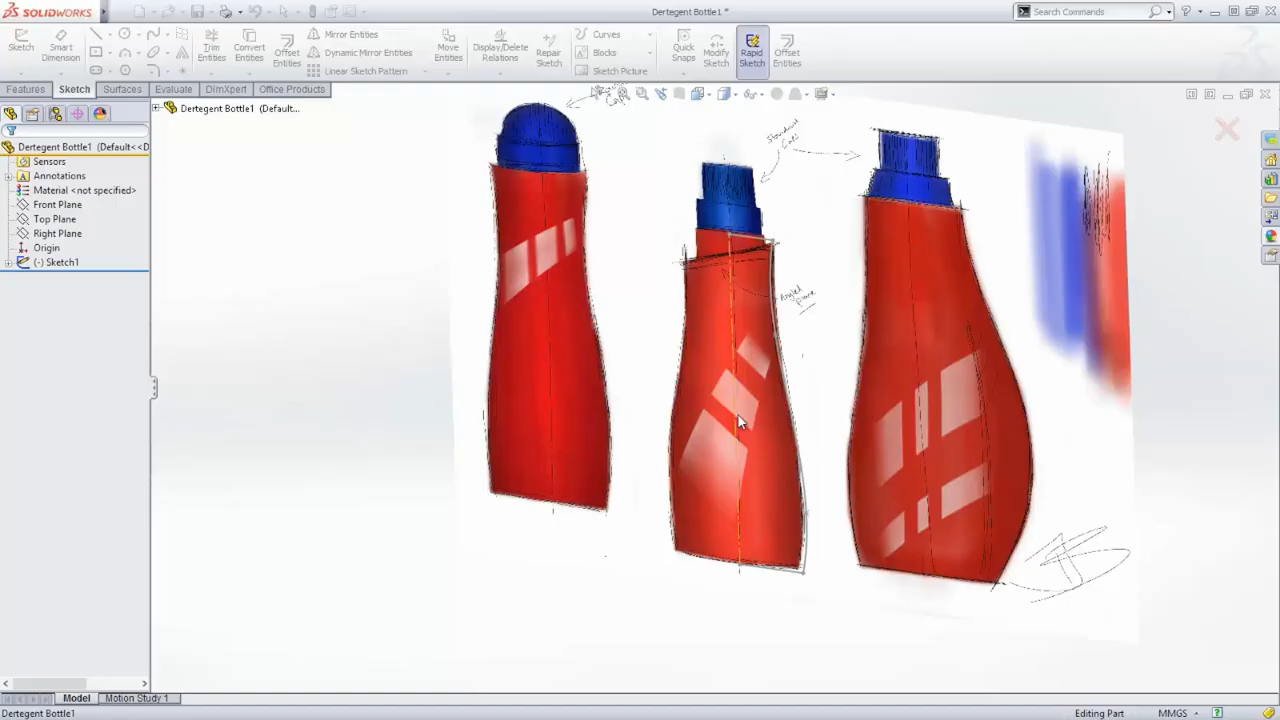 SOLIDWORKS
Dertegent Bottle1 *
Search Commands
Sketch
Smart Dimension
Trim Entities
Convert Entities
Offset Entities
Mirror Entities
Dynamic Mirror Entities
Linear Sketch Pattern
Move Entities
Display/Delete Relations
Repair Sketch
Curves
Blocks
Sketch Picture
Quick Snaps
Modify Sketch
Rapid Sketch
Offset Entities
Features
Sketch
Surfaces
Evaluate
DimXpert
Office Products
Dertegent Bottle1 (Default...
Dertegent Bottle1 (Default<<D
Sensors
Annotations
Material <not specified>
Front Plane
Top Plane
Right Plane
Origin
(-) Sketch1
Standard
Angled
Plane
Model
Motion Study 1
Dertegent Bottle1
Editing Part
MMGS